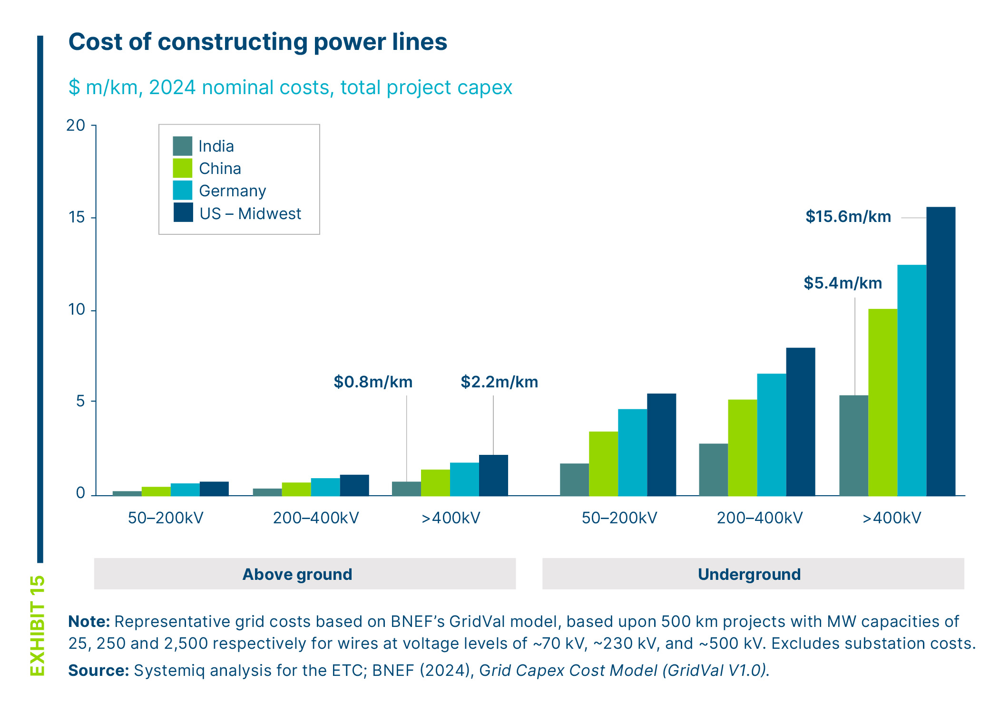 Cost of constructing power lines
$ m/km, 2024 nominal costs, total project capex
20
15
10
5
0
India
China
Germany
US – Midwest
$0.8m/km
$2.2m/km
$15.6m/km
$5.4m/km
50–200kV
200–400kV
>400kV
50–200kV
200–400kV
>400kV
Above ground
Underground
EXHIBIT 15
Note: Representative grid costs based on BNEF’s GridVal model, based upon 500 km projects with MW capacities of
25, 250 and 2,500 respectively for wires at voltage levels of ~70 kV, ~230 kV, and ~500 kV. Excludes substation costs.
Source: Systemiq analysis for the ETC; BNEF (2024), Grid Capex Cost Model (GridVal V1.0).